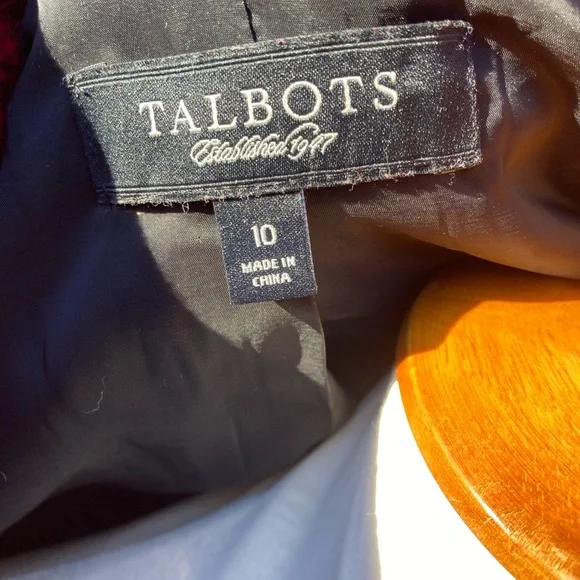 TALBOTS
Established 1947
10
MADE IN
CHINA